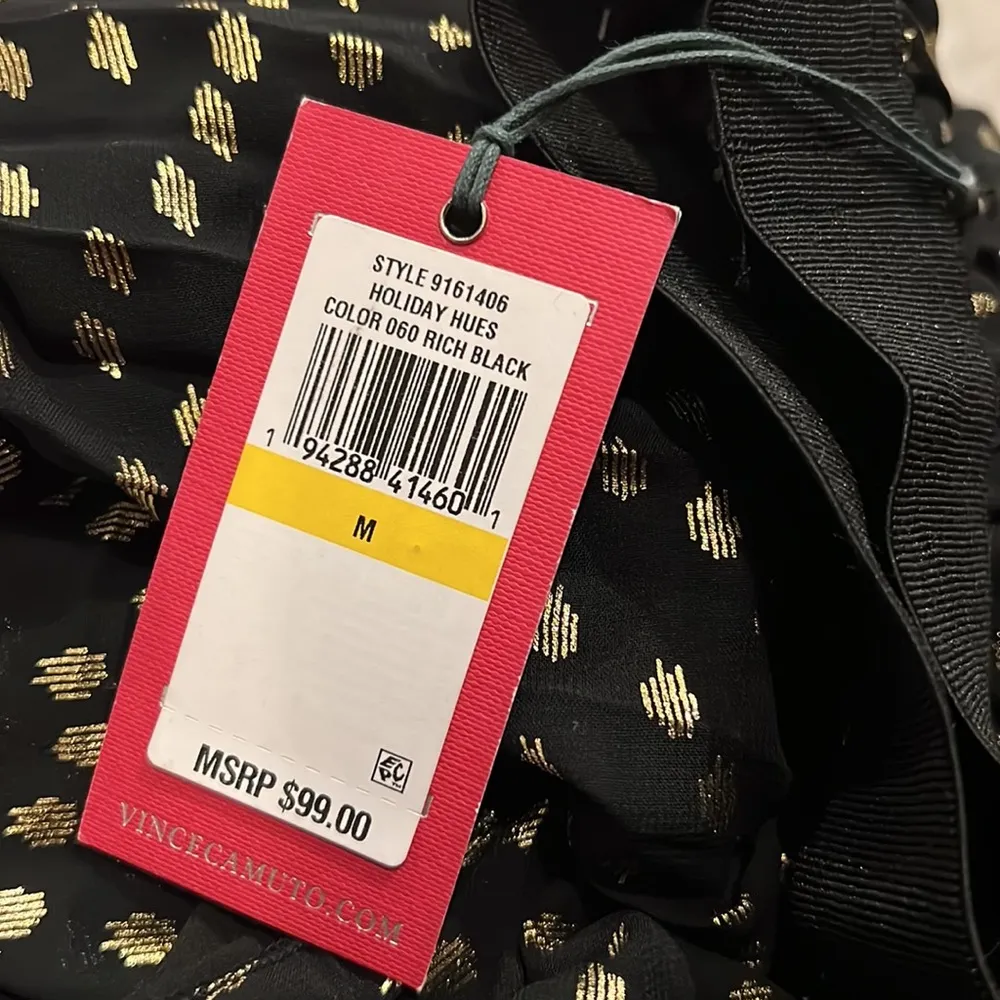 STYLE 9161406
HOLIDAY HUES
COLOR 060 RICH BLACK
1 94288 41460 1
M
MSRP $99.00
VINCECAMUTO.COM